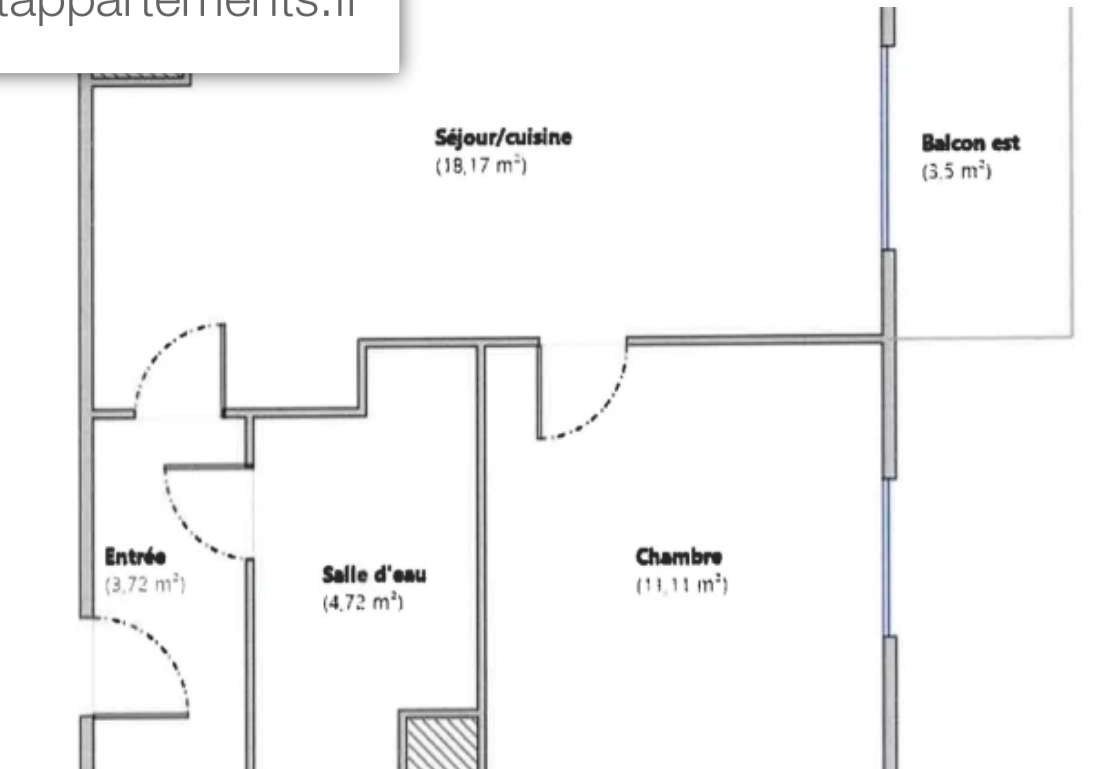 tappartements.fr
Séjour/cuisine
(18,17 m²)
Balcon est
(3.5 m²)
Entrée
(3,72 m²)
Salle d'eau
(4,72 m²)
Chambre
(11,11 m²)